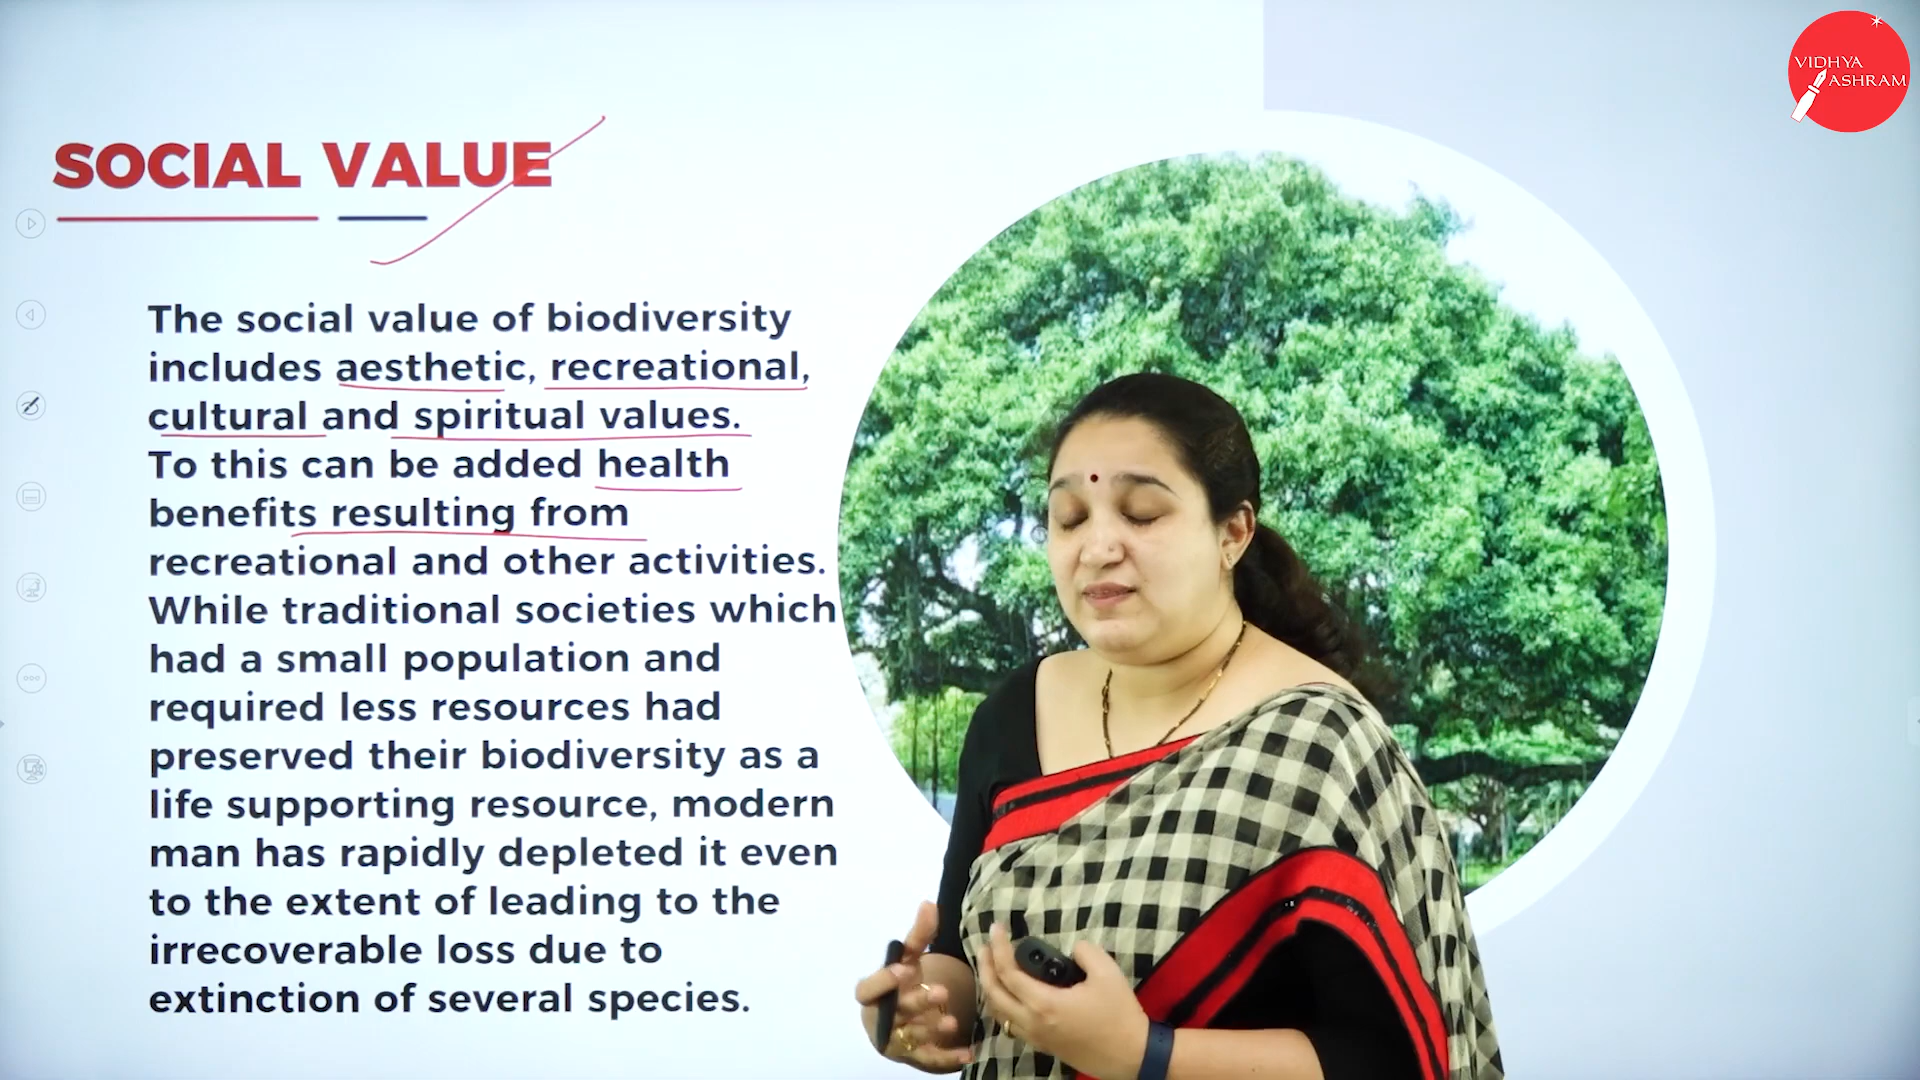 VIDHYA
ASHRAM
SOCIAL VALUE
The social value of biodiversity
includes aesthetic, recreational,
cultural and spiritual values.
To this can be added health
benefits resulting from
recreational and other activities.
While traditional societies which
had a small population and
required less resources had
preserved their biodiversity as a
life supporting resource, modern
man has rapidly depleted it even
to the extent of leading to the
irrecoverable loss due to
extinction of several species.